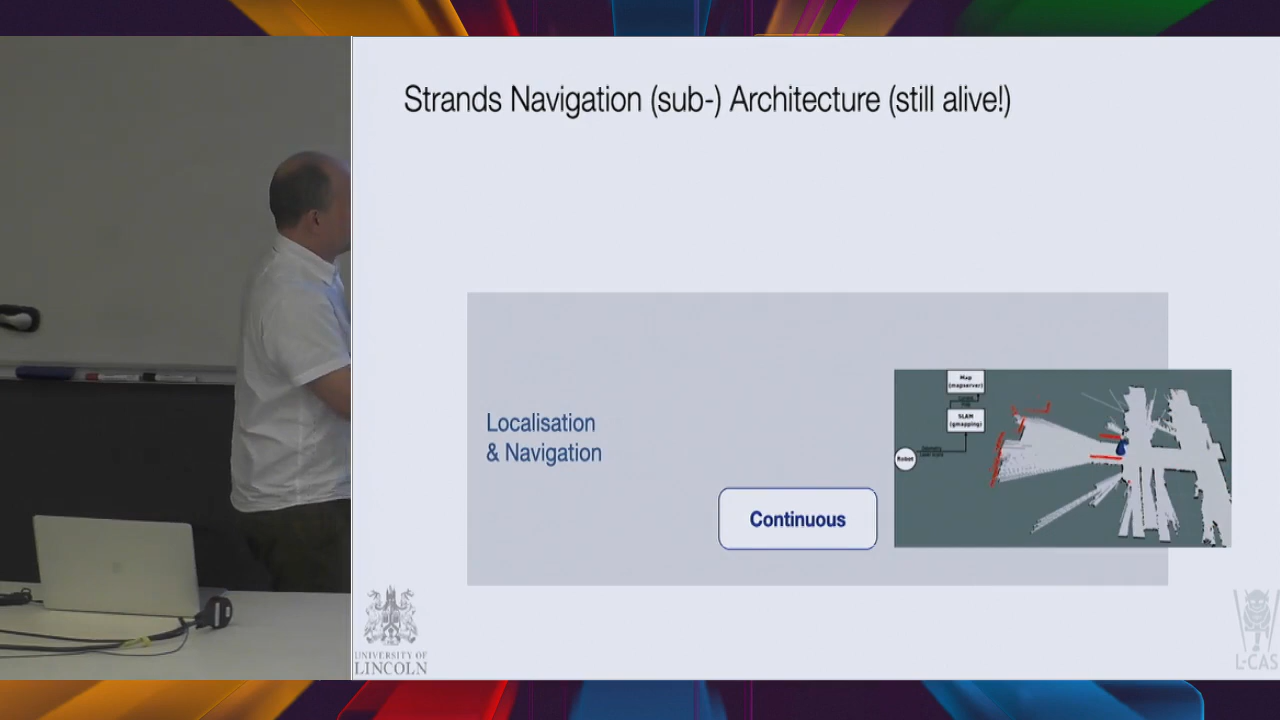 Strands Navigation (sub-) Architecture (still alive!)
Localisation
& Navigation
Continuous
Map
(mapserver)
SLAM
(gmapping)
Robot
UNIVERSITY OF
LINCOLN
L-CAS